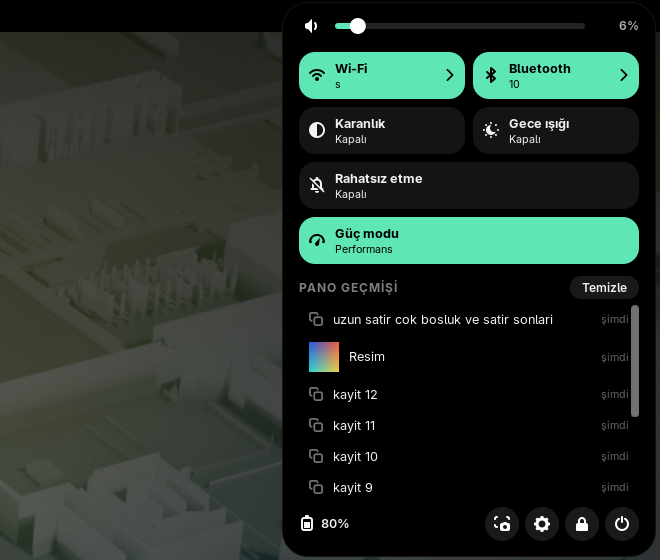 6%
Wi-Fi
s
Bluetooth
10
Karanlık
Kapalı
Gece ışığı
Kapalı
Rahatsız etme
Kapalı
Güç modu
Performans
PANO GEÇMİŞİ
Temizle
uzun satir cok bosluk ve satir sonlari şimdi
Resim şimdi
kayit 12 şimdi
kayit 11 şimdi
kayit 10 şimdi
kayit 9 şimdi
80%